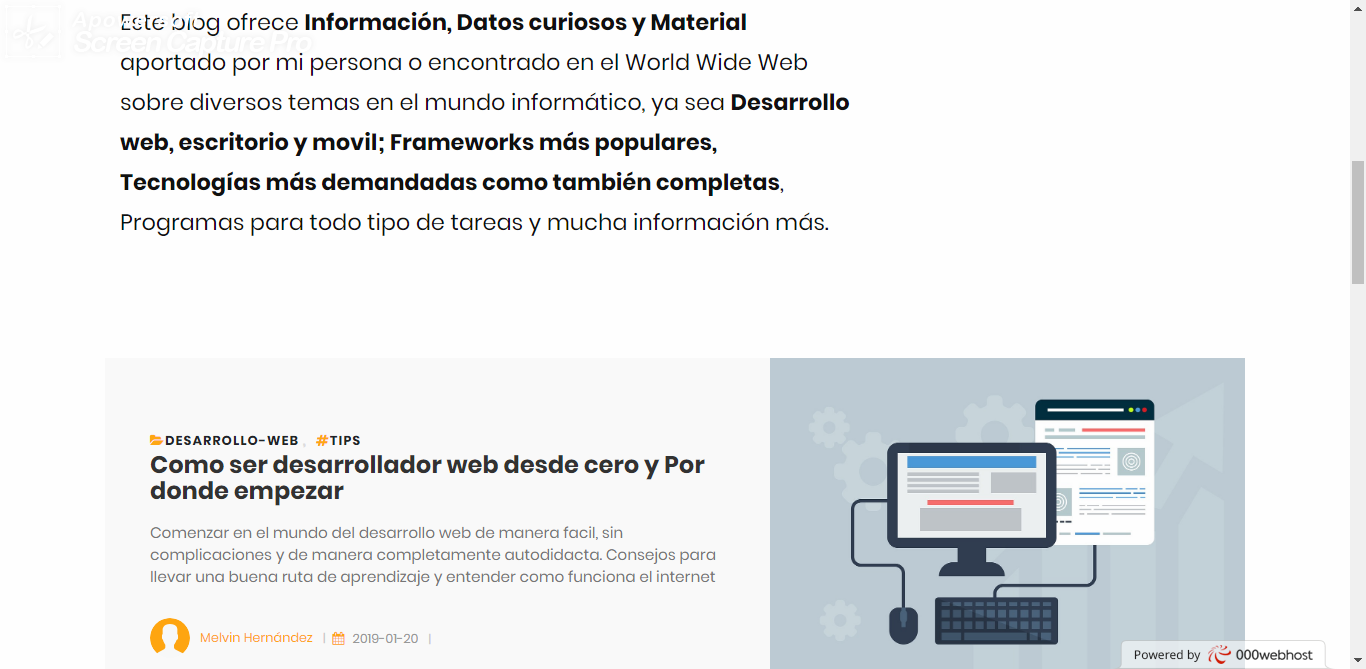 Apowersoft
Screen Capture Pro
Este blog ofrece Información, Datos curiosos y Material
aportado por mi persona o encontrado en el World Wide Web
sobre diversos temas en el mundo informático, ya sea Desarrollo
web, escritorio y movil; Frameworks más populares,
Tecnologías más demandadas como también completas,
Programas para todo tipo de tareas y mucha información más.
DESARROLLO-WEB , #TIPS
Como ser desarrollador web desde cero y Por
donde empezar
Comenzar en el mundo del desarrollo web de manera facil, sin
complicaciones y de manera completamente autodidacta. Consejos para
llevar una buena ruta de aprendizaje y entender como funciona el internet
Melvin Hernández | 2019-01-20 |
Powered by 000webhost